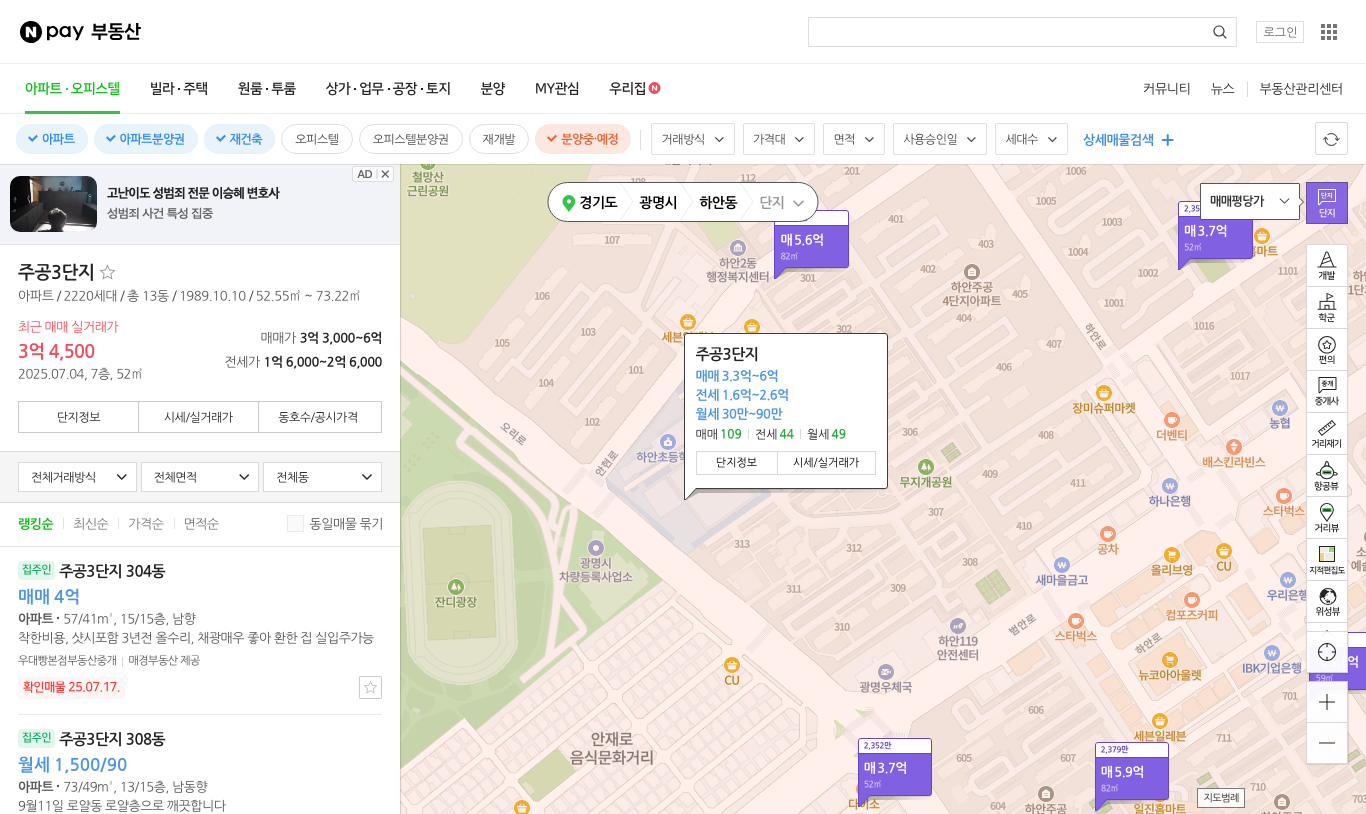 N pay 부동산
로그인
아파트·오피스텔 빌라·주택 원룸·투룸 상가·업무·공장·토지 분양 MY관심 우리집 N
커뮤니티 뉴스 부동산관리센터
아파트 아파트분양권 재건축 오피스텔 오피스텔분양권 재개발 분양중·예정 거래방식 가격대 면적 사용승인일 세대수 상세매물검색
AD
고난이도 성범죄 전문 이승혜 변호사
성범죄 사건 특성 집중
주공3단지
아파트 / 2220세대 / 총 13동 / 1989.10.10 / 52.55㎡ ~ 73.22㎡
최근 매매 실거래가
3억 4,500
2025.07.04, 7층, 52㎡
매매가 3억 3,000~6억
전세가 1억 6,000~2억 6,000
단지정보 시세/실거래가 동호수/공시가격
전체거래방식 전체면적 전체동
랭킹순 최신순 가격순 면적순 동일매물 묶기
집주인 주공3단지 304동
매매 4억
아파트 · 57/41㎡, 15/15층, 남향
착한비용, 샷시포함 3년전 올수리, 채광매우 좋아 환한 집 실입주가능
우대빵본점부동산중개 매경부동산 제공
확인매물 25.07.17.
집주인 주공3단지 308동
월세 1,500/90
아파트 · 73/49㎡, 13/15층, 남동향
9월11일 로얄동 로얄층으로 깨끗합니다
경기도 광명시 하안동 단지
매매평당가
단지
단지
철망산
근린공원
107
106
105
104
103
102
101
하안2동
행정복지센터
매5.6억
82㎡
301
302
401
402
403
404
405
406
407
408
409
410
411
하안주공
4단지아파트
1006
1005
1004
1002
1001
1016
1017
1101
매3.7억
52㎡
하안로
오리로
안현로
주공3단지
매매 3.3억~6억
전세 1.6억~2.6억
월세 30만~90만
매매 109 전세 44 월세 49
단지정보 시세/실거래가
306
307
308
309
310
311
312
313
무지개공원
장미슈퍼마켓
더벤티
배스킨라빈스
농협
하나은행
스타벅스
공차
올리브영
CU
새마을금고
우리은행
컴포즈커피
스타벅스
범안로
하안로
뉴코아아울렛
IBK기업은행
광명시
차량등록사업소
잔디광장
CU
하안119
안전센터
광명우체국
안재로
음식문화거리
세븐일레븐
2,352만
매3.7억
52㎡
2,379만
매5.9억
82㎡
59㎡
565
603
605
604
701
711
710
하안주공
지도범례
개발
학군
편의
중개
중개사
거리재기
항공뷰
거리뷰
지적편집도
위성뷰